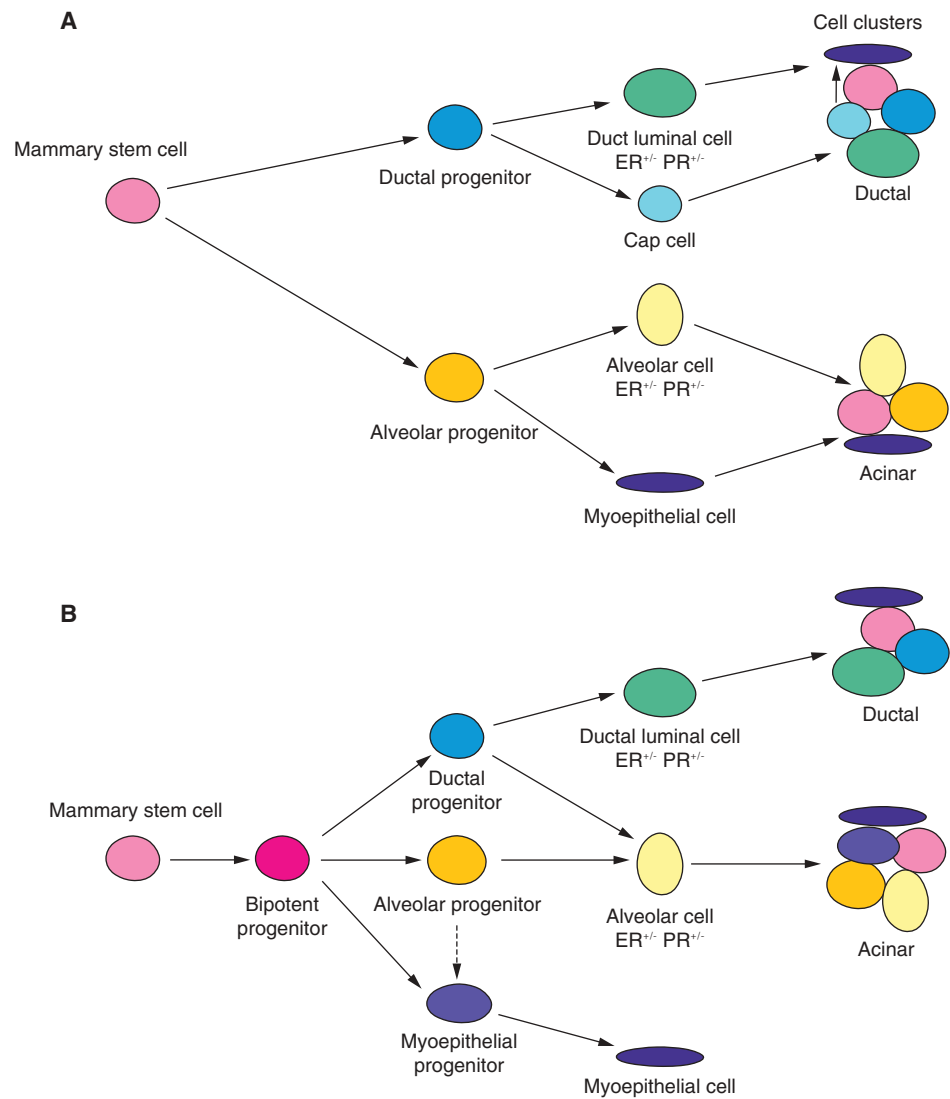 A
Cell clusters
Mammary stem cell
Ductal progenitor
Duct luminal cell
ER+/- PR+/-
Cap cell
Ductal
Alveolar progenitor
Alveolar cell
ER+/- PR+/-
Myoepithelial cell
Acinar
B
Mammary stem cell
Bipotent
progenitor
Ductal
progenitor
Alveolar progenitor
Myoepithelial
progenitor
Ductal luminal cell
ER+/- PR+/-
Alveolar cell
ER+/- PR+/-
Myoepithelial cell
Ductal
Acinar